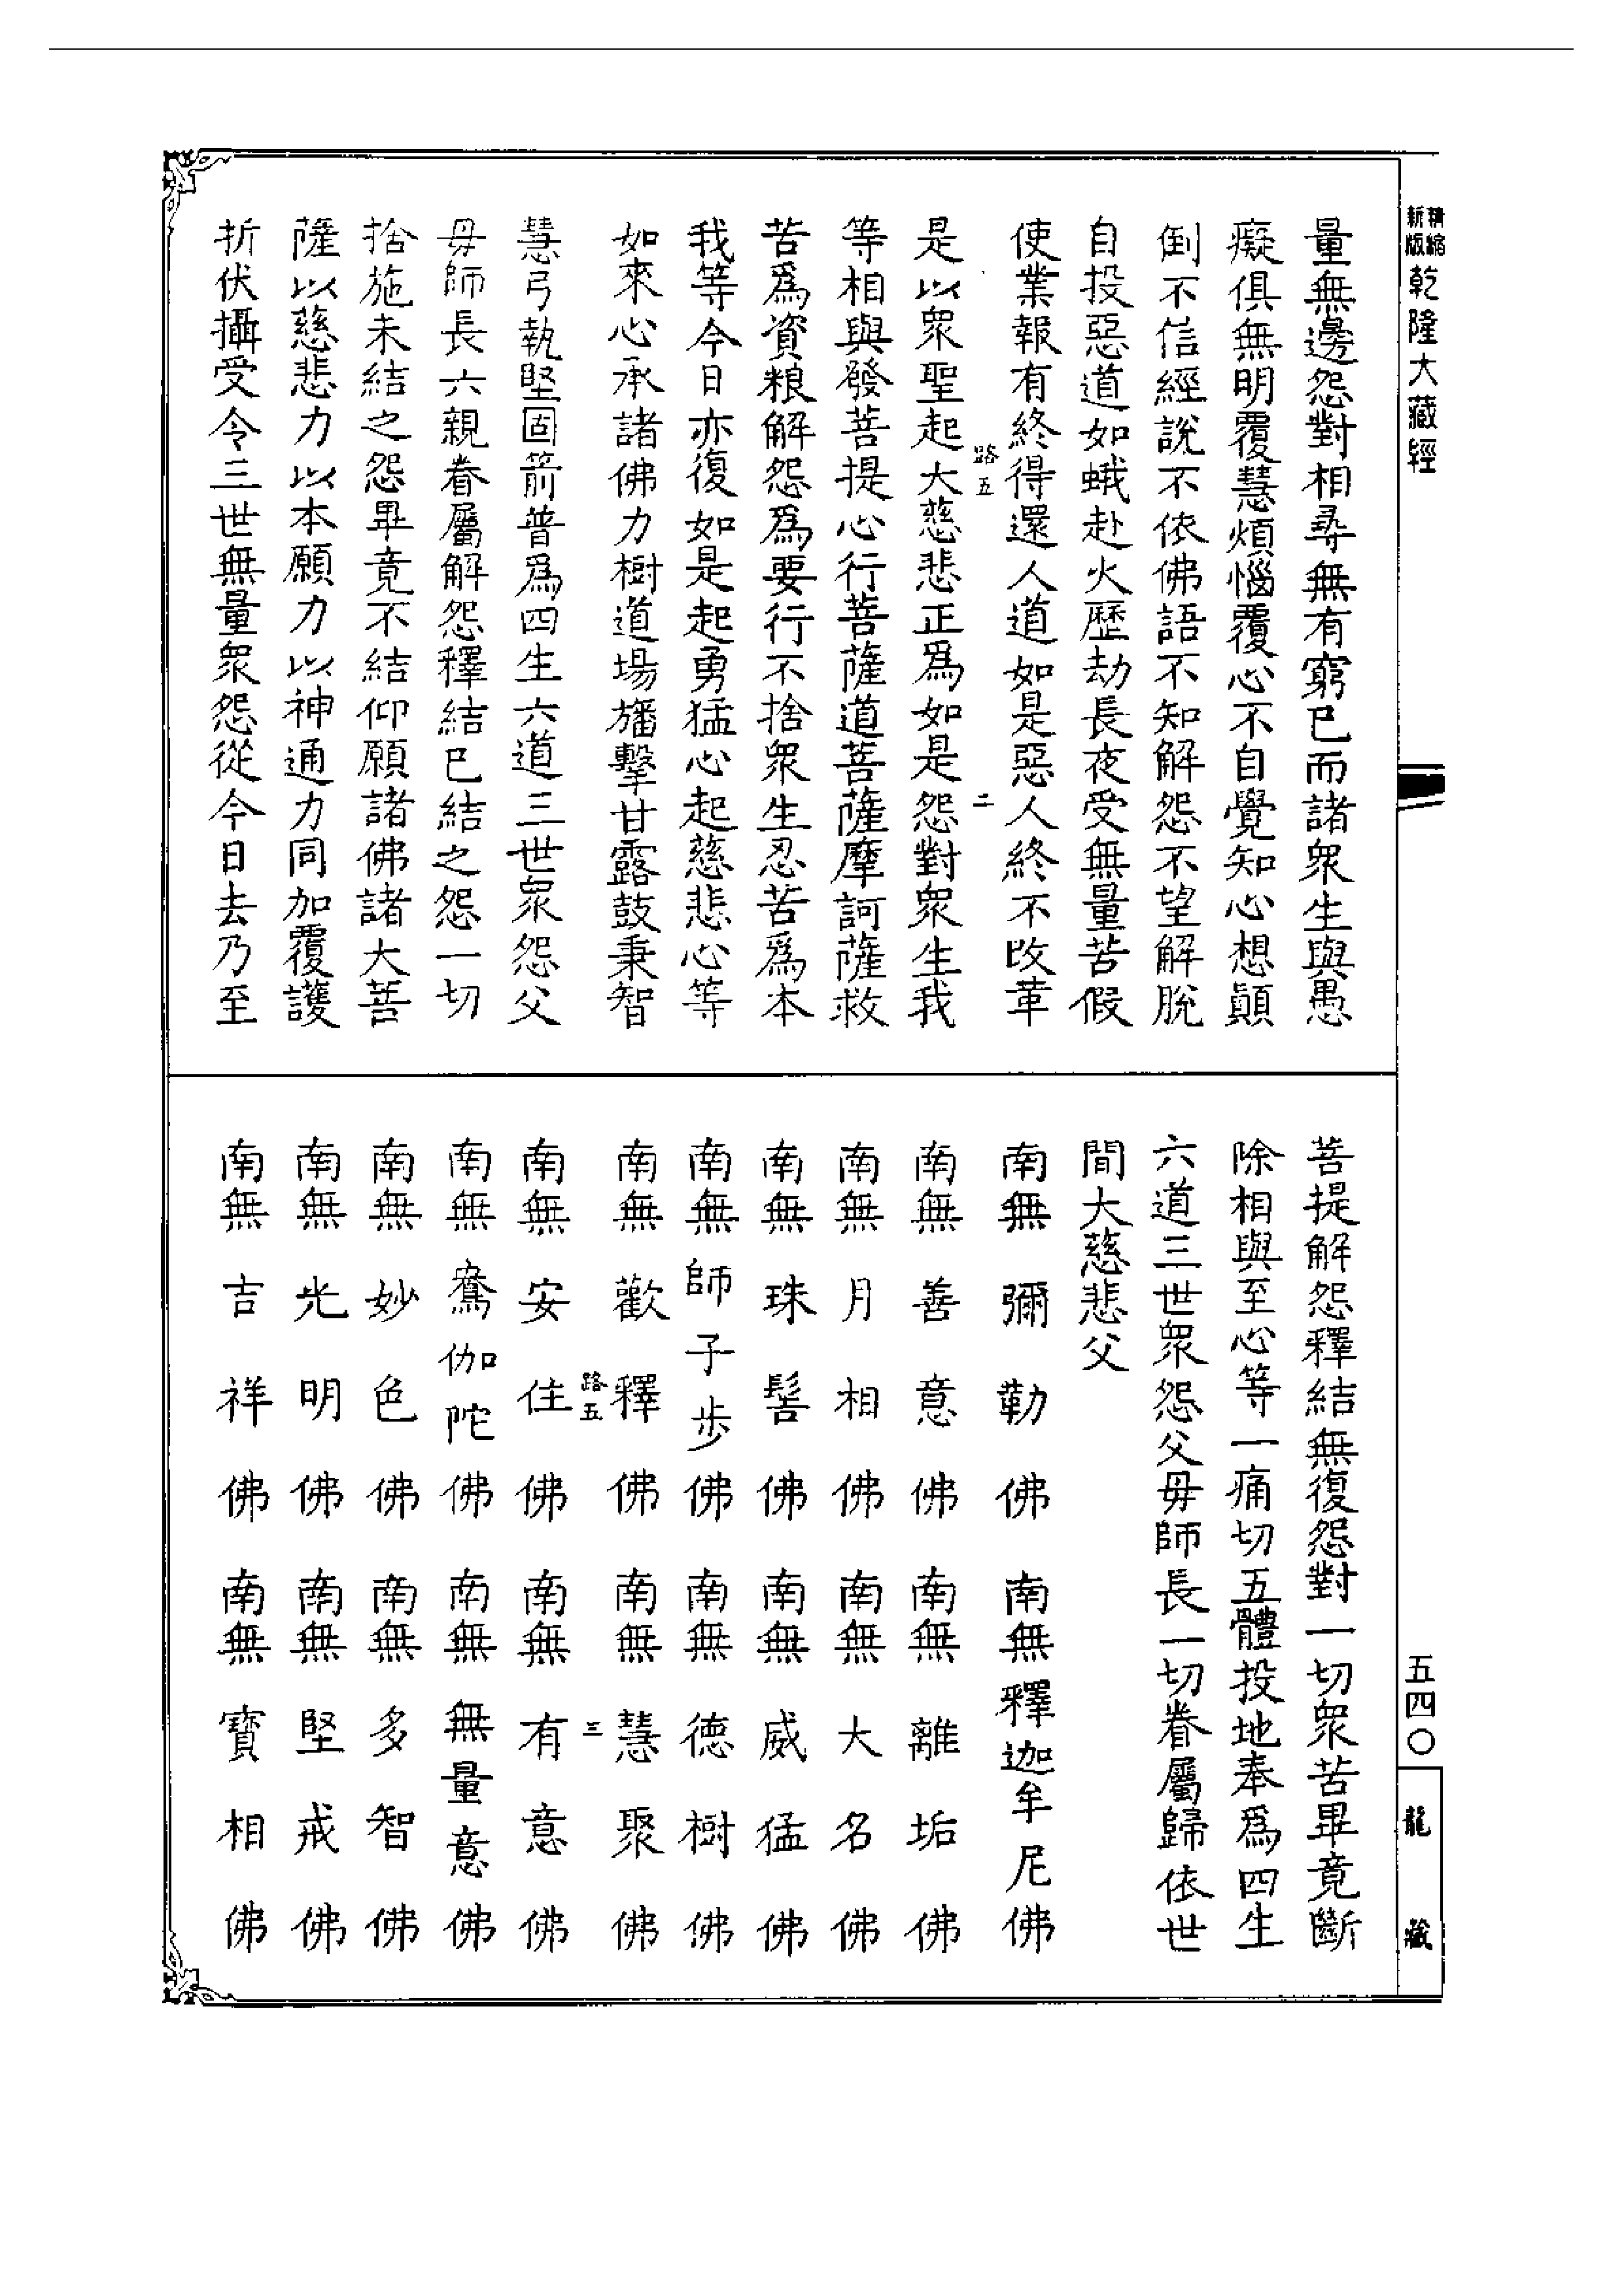 精縮新版 乾隆大藏經
量無邊怨對相尋無有窮已而諸衆生與愚
癡俱無明覆慧煩惱覆心不自覺知心想顛
倒不信經說不依佛語不知解怨不望解脫
自投惡道如蛾赴火歷劫長夜受無量苦假
使業報有終得還人道如是惡人終不改革
路五 二
是以衆聖起大慈悲正爲如是怨對衆生我
等相與發菩提心行菩薩道菩薩摩訶薩救
苦爲資粮解怨爲要行不捨衆生忍苦爲本
我等今日亦復如是起勇猛心起慈悲心等
如來心承諸佛力樹道場旛擊甘露鼓秉智
慧弓執堅固箭普爲四生六道三世衆怨父
毋師長六親眷屬解怨釋結已結之怨一切
捨施未結之怨畢竟不結仰願諸佛諸大菩
薩以慈悲力以本願力以神通力同加覆護
折伏攝受令三世無量衆怨從今日去乃至
菩提解怨釋結無復怨對一切衆苦畢竟斷
除相與至心等一痛切五體投地奉爲四生
六道三世衆怨父毋師長一切眷屬歸依世
間大慈悲父
南無彌勒佛 南無釋迦牟尼佛
南無善意佛 南無離垢佛
南無月相佛 南無大名佛
南無珠髻佛 南無威猛佛
南無師子步佛 南無德樹佛
南無歡釋佛 南無慧聚佛
路五 三
南無安住佛 南無有意佛
南無鴦伽陀佛 南無無量意佛
南無妙色佛 南無多智佛
南無光明佛 南無堅戒佛
南無吉祥佛 南無寶相佛
五四〇
龍藏